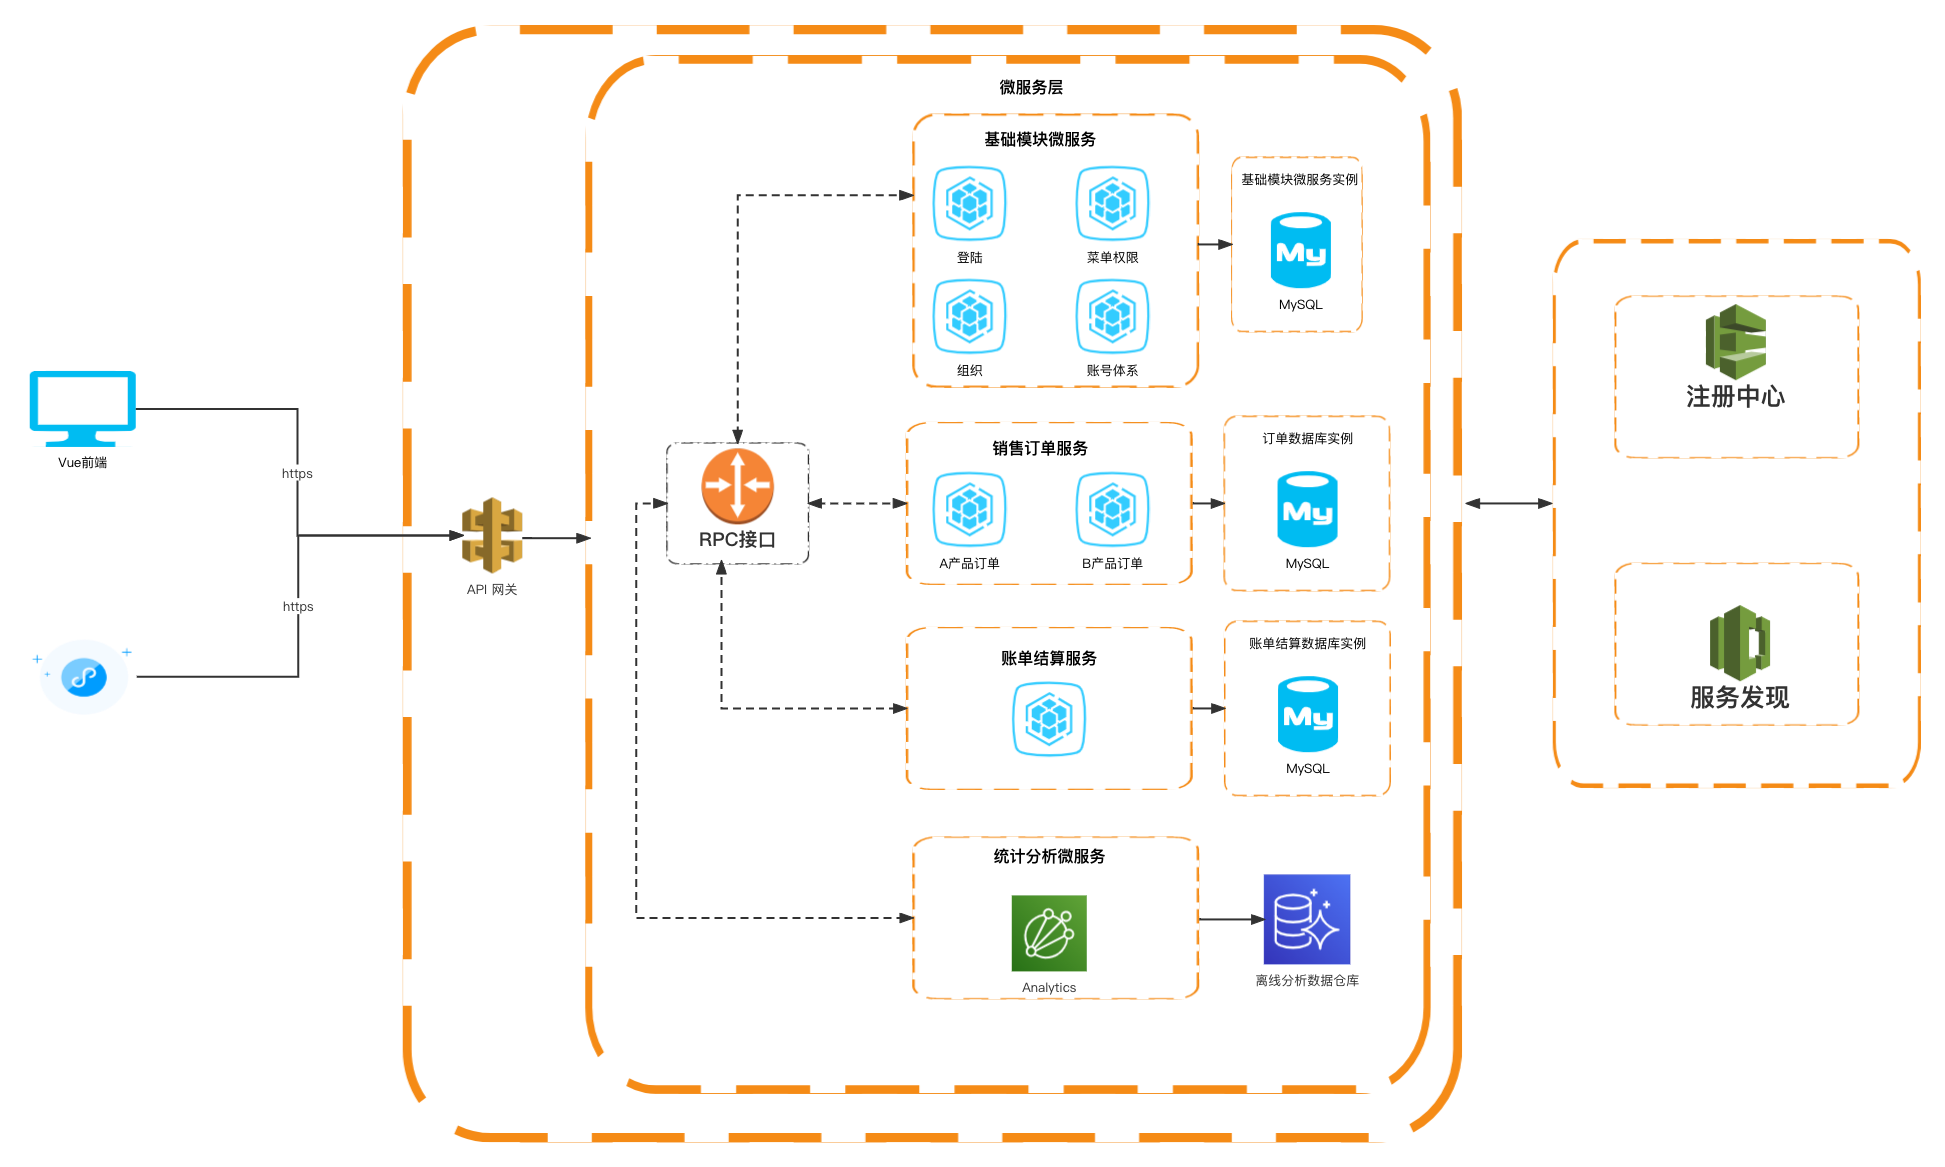 微服务层
基础模块微服务
登陆
菜单权限
组织
账号体系
基础模块微服务实例
My
MySQL
Vue前端
https
https
API 网关
RPC接口
销售订单服务
A产品订单
B产品订单
订单数据库实例
My
MySQL
账单结算服务
账单结算数据库实例
My
MySQL
统计分析微服务
Analytics
离线分析数据仓库
注册中心
服务发现